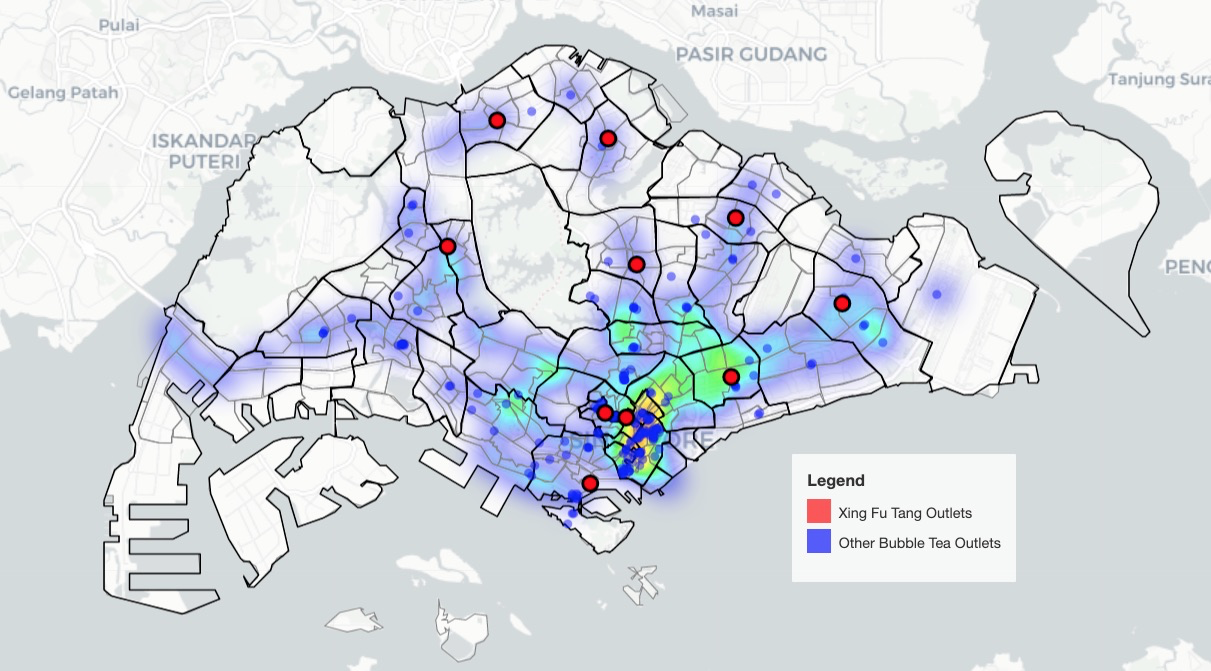 Masai
Pulai
PASIR GUDANG
Gelang Patah
Tanjung Sura
ISKANDAR
PUTERI
PENG
Legend
Xing Fu Tang Outlets
Other Bubble Tea Outlets